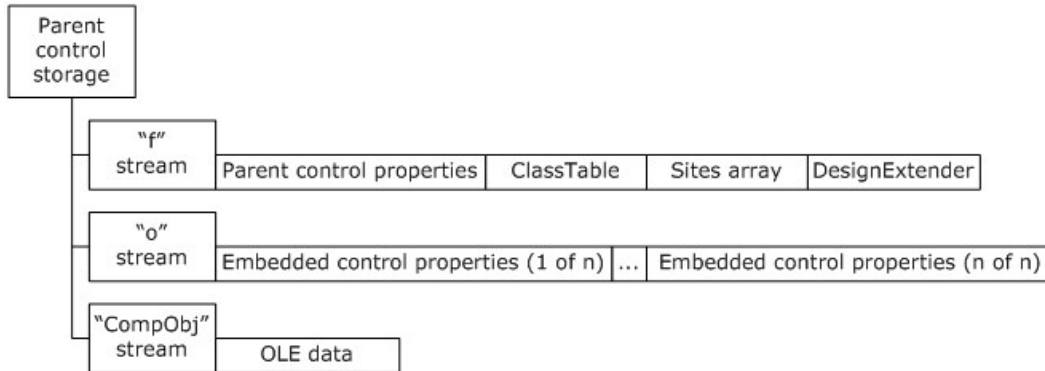 Parent
control
storage
“f”
stream
Parent control properties
ClassTable
Sites array
DesignExtender
“o”
stream
Embedded control properties (1 of n)
...
Embedded control properties (n of n)
“CompObj”
stream
OLE data